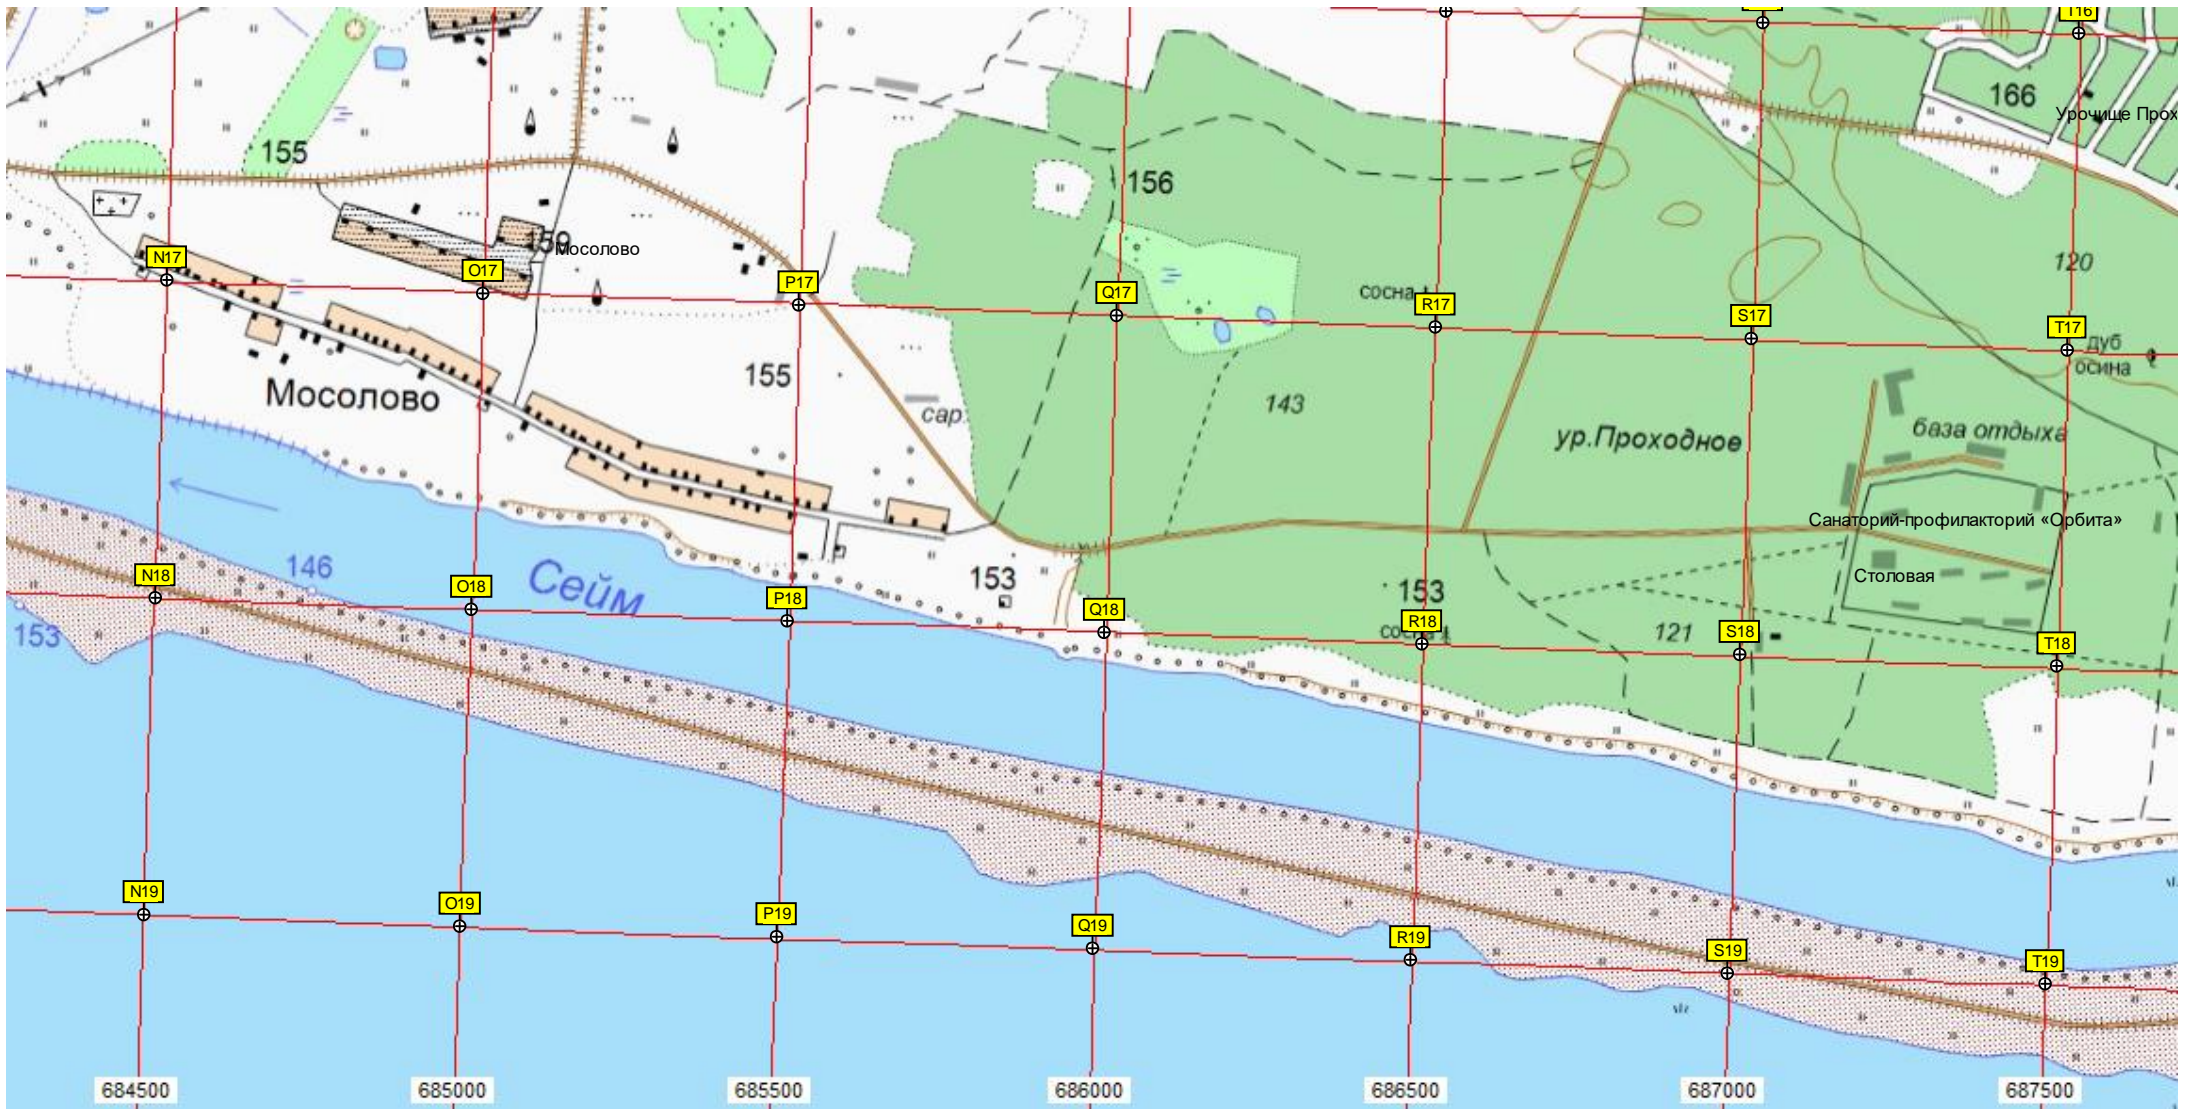 T16
166
Урочище Прох
155
156
159
Мосолово
120
N17
O17
P17
Q17
сосна
R17
S17
T17
дуб
осина
155
Мосолово
сар.
143
ур.Проходное
база отдыха
Санаторий-профилакторий «Орбита»
Столовая
146
Сейм
153
153
153
сосна
121
N18
O18
P18
Q18
R18
S18
T18
N19
O19
P19
Q19
R19
S19
T19
684500
685000
685500
686000
686500
687000
687500